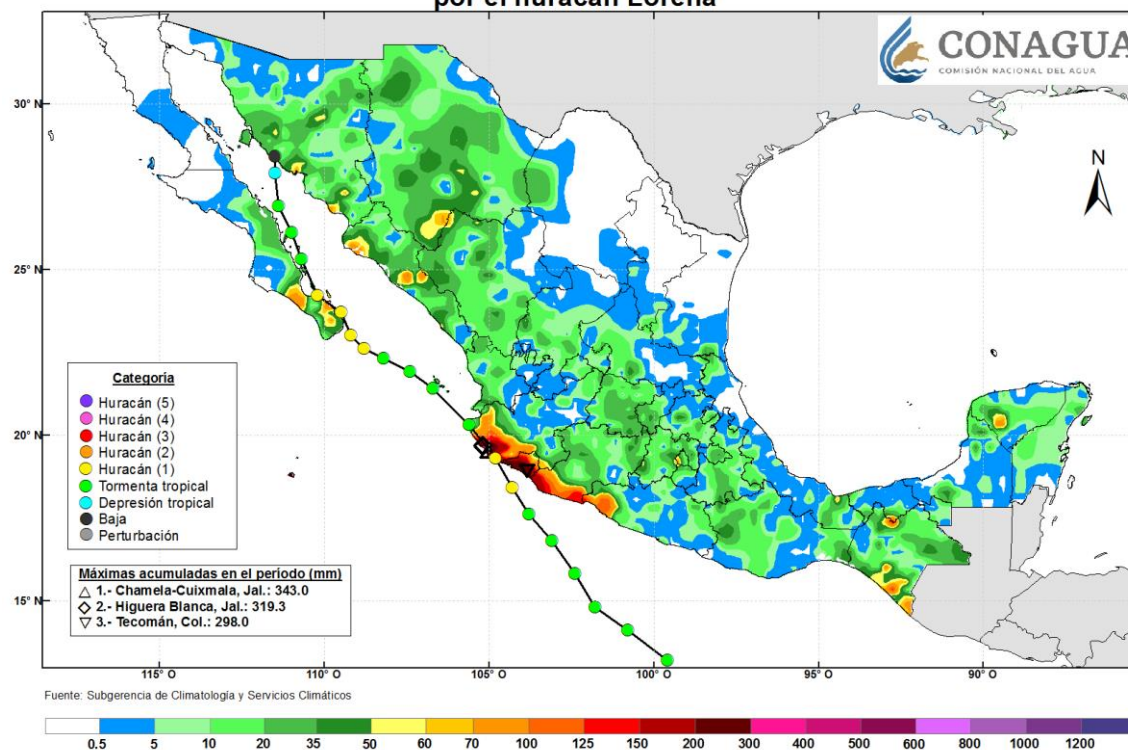 por el huracán Lorena
CONAGUA
COMISIÓN NACIONAL DEL AGUA
30° N
N
25° N
Categoría
Huracán (5)
Huracán (4)
Huracán (3)
Huracán (2)
Huracán (1)
Tormenta tropical
Depresión tropical
Baja
Perturbación
20° N
Máximas acumuladas en el período (mm)
1.- Chamela-Cuixmala, Jal.: 343.0
2.- Higuera Blanca, Jal.: 319.3
3.- Tecomán, Col.: 298.0
15° N
115° O 110° O 105° O 100° O 95° O 90° O
Fuente: Subgerencia de Climatología y Servicios Climáticos
0.5 5 10 20 35 50 60 70 100 125 150 200 300 400 500 600 800 1000 1200